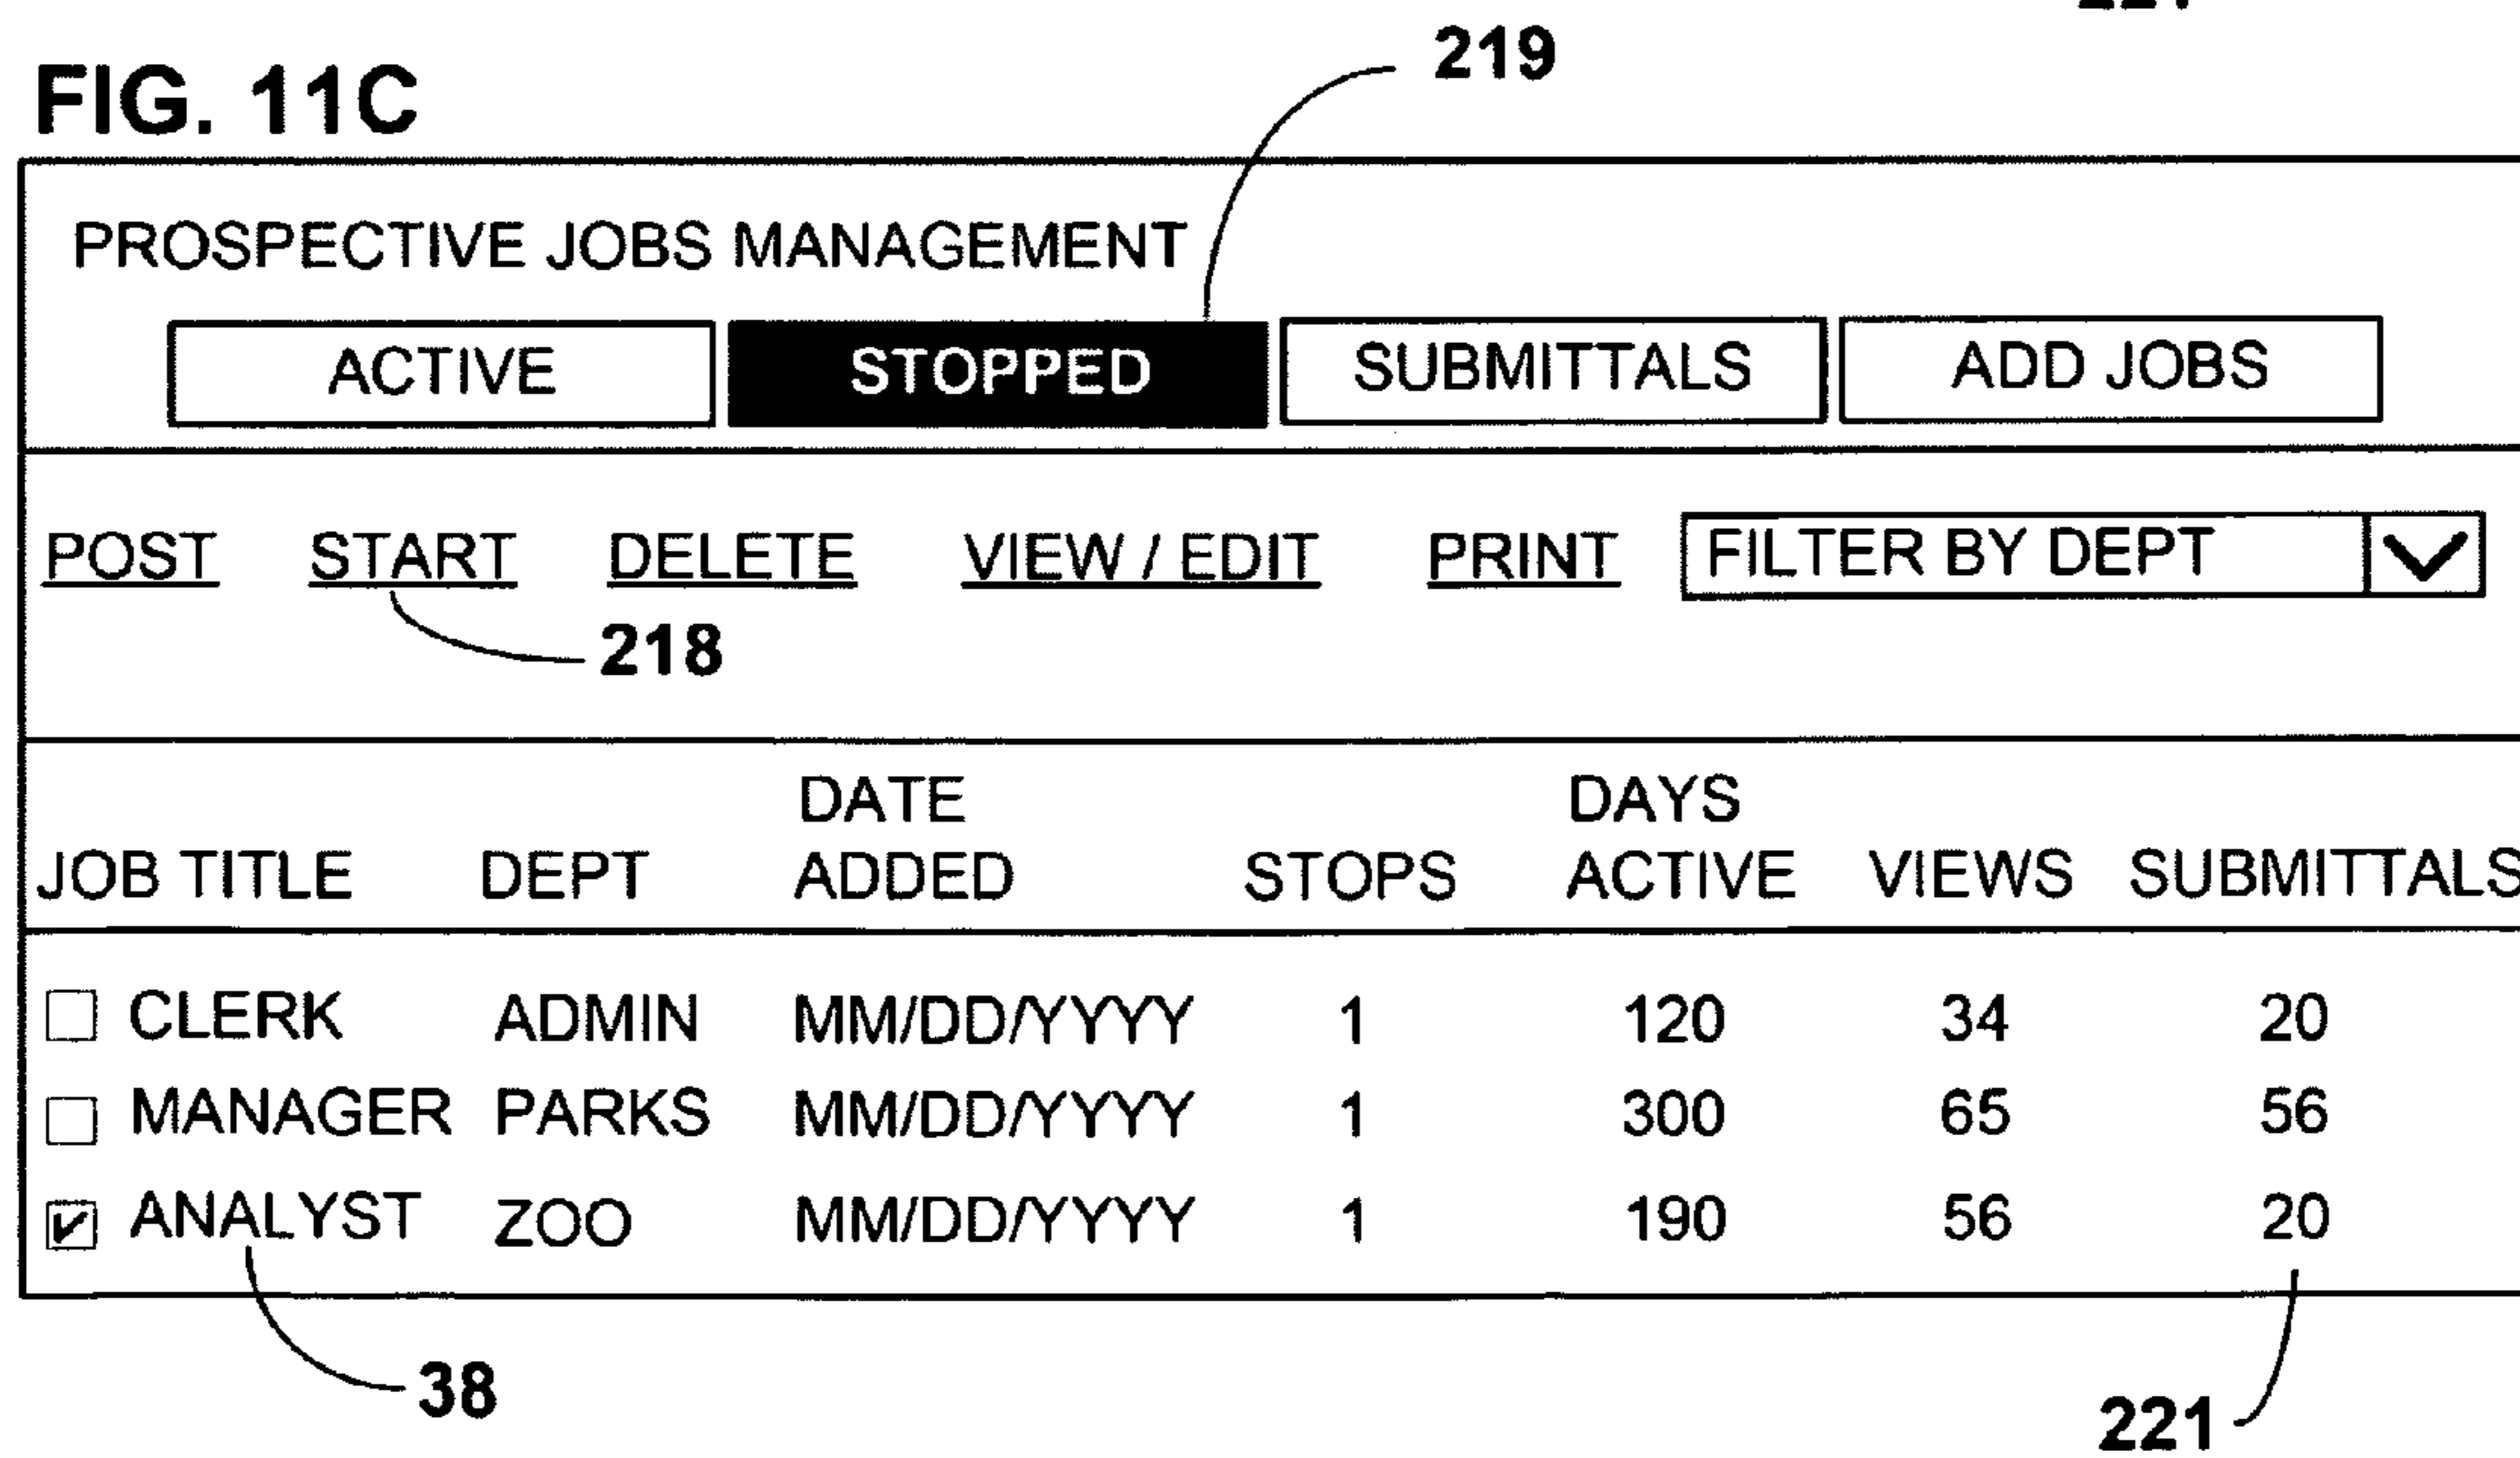 219
FIG. 11C
PROSPECTIVE JOBS MANAGEMENT
ACTIVE STOPPED SUBMITTALS ADD JOBS
POST START DELETE VIEW / EDIT PRINT FILTER BY DEPT
218
DATE DAYS
JOB TITLE DEPT ADDED STOPS ACTIVE VIEWS SUBMITTALS
CLERK ADMIN MM/DD/YYYY 1 120 34 20
MANAGER PARKS MM/DD/YYYY 1 300 65 56
ANALYST ZOO MM/DD/YYYY 1 190 56 20
38
221